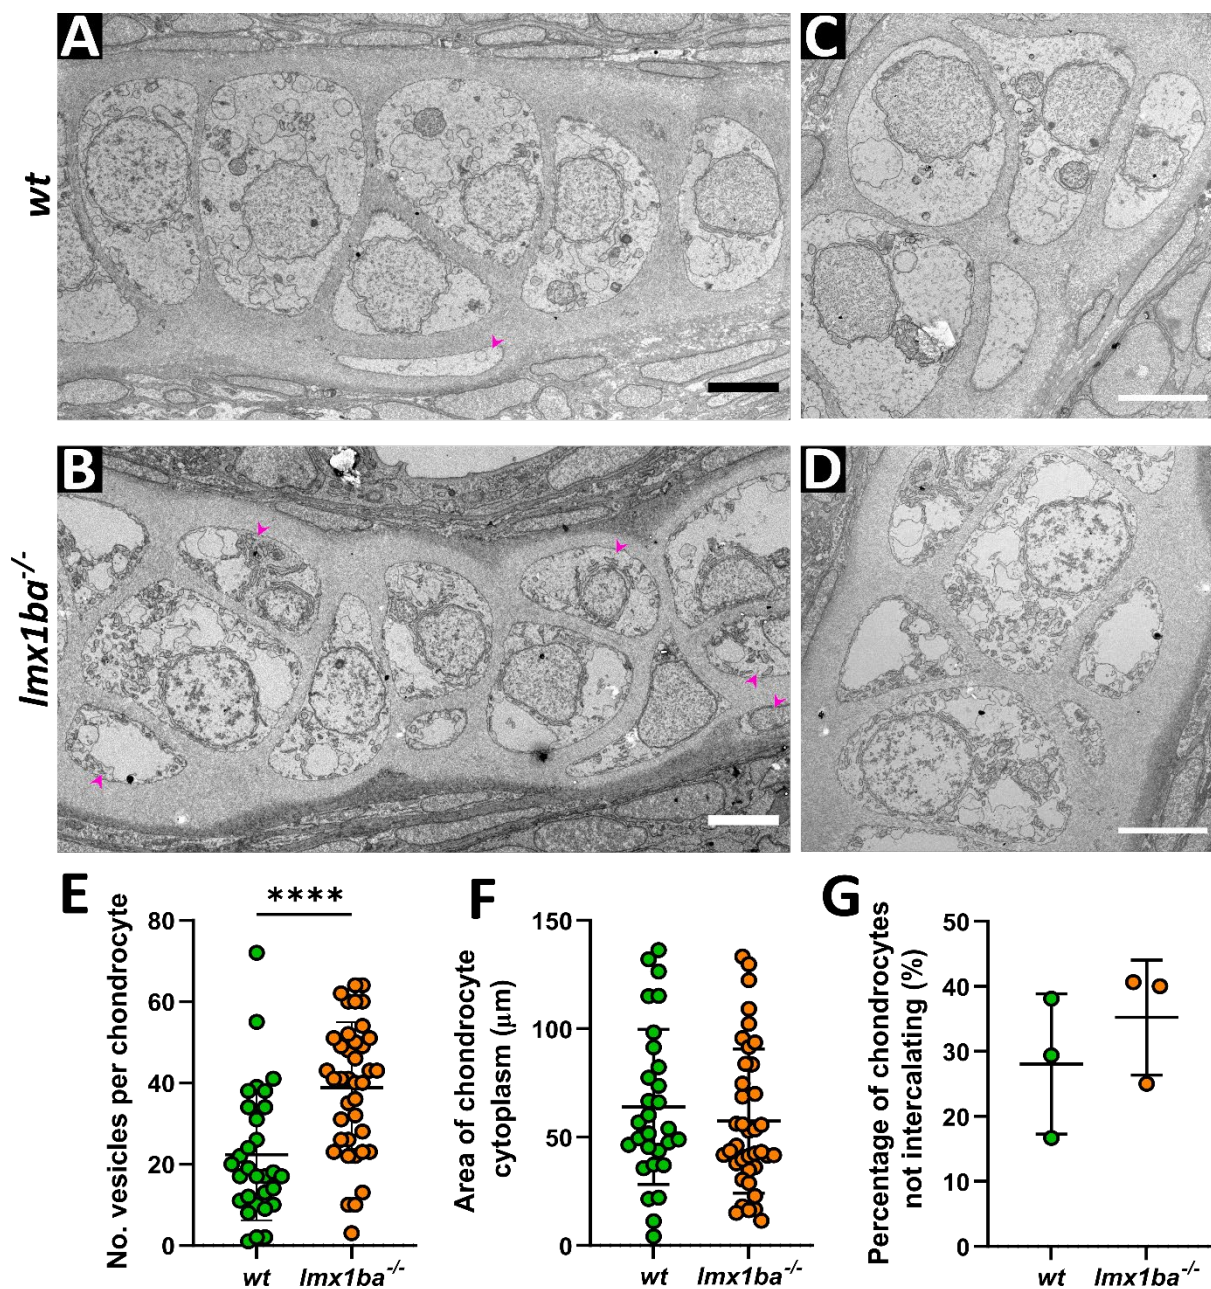 A
C
wt
B
D
lmx1ba-/-
E
F
G
No. vesicles per chondrocyte
80
60
40
20
0
****
wt
lmx1ba-/-
Area of chondrocyte
cytoplasm (μm)
150
100
50
0
wt
lmx1ba-/-
Percentage of chondrocytes
not intercalating (%)
50
40
30
20
10
0
wt
lmx1ba-/-